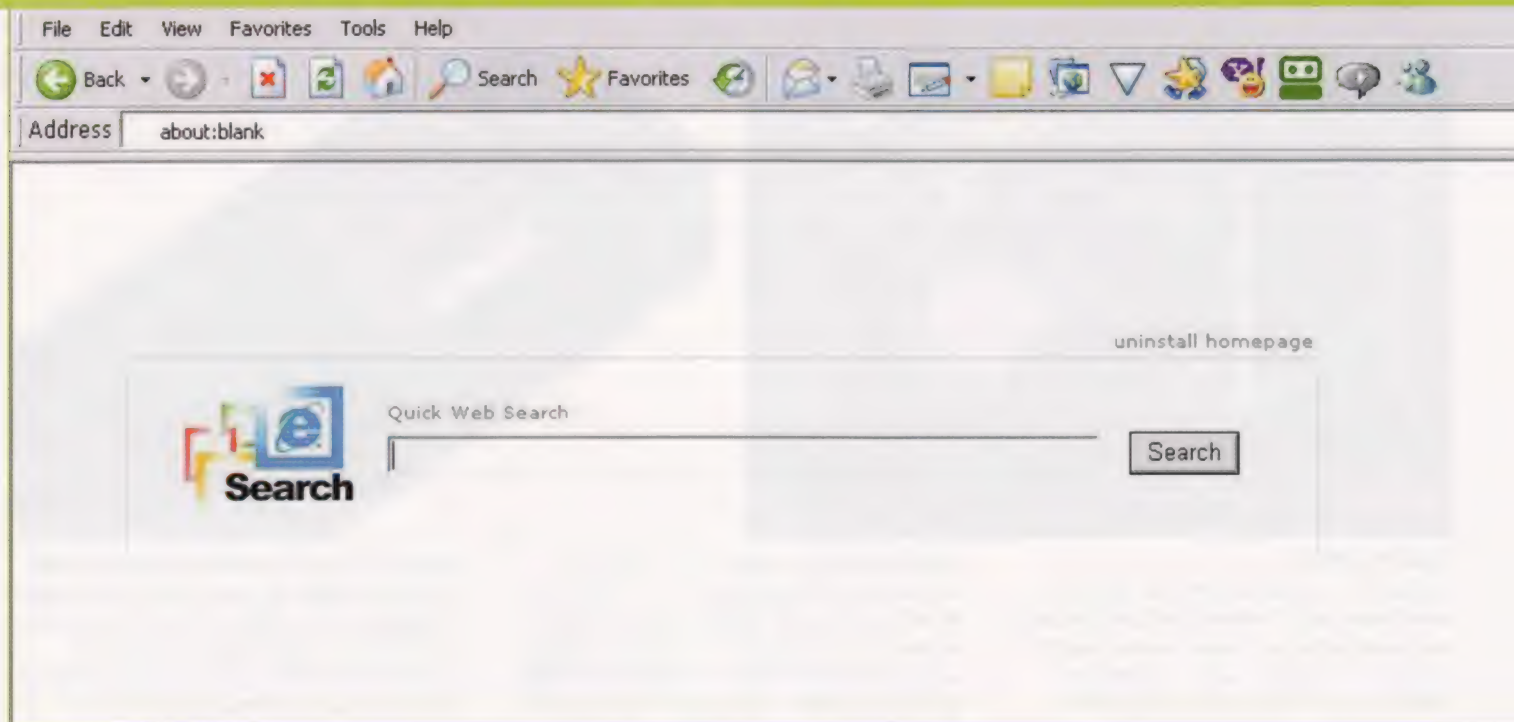 File Edit View Favorites Tools Help
Back Search Favorites
Address about:blank
uninstall homepage
Quick Web Search
Search
Search